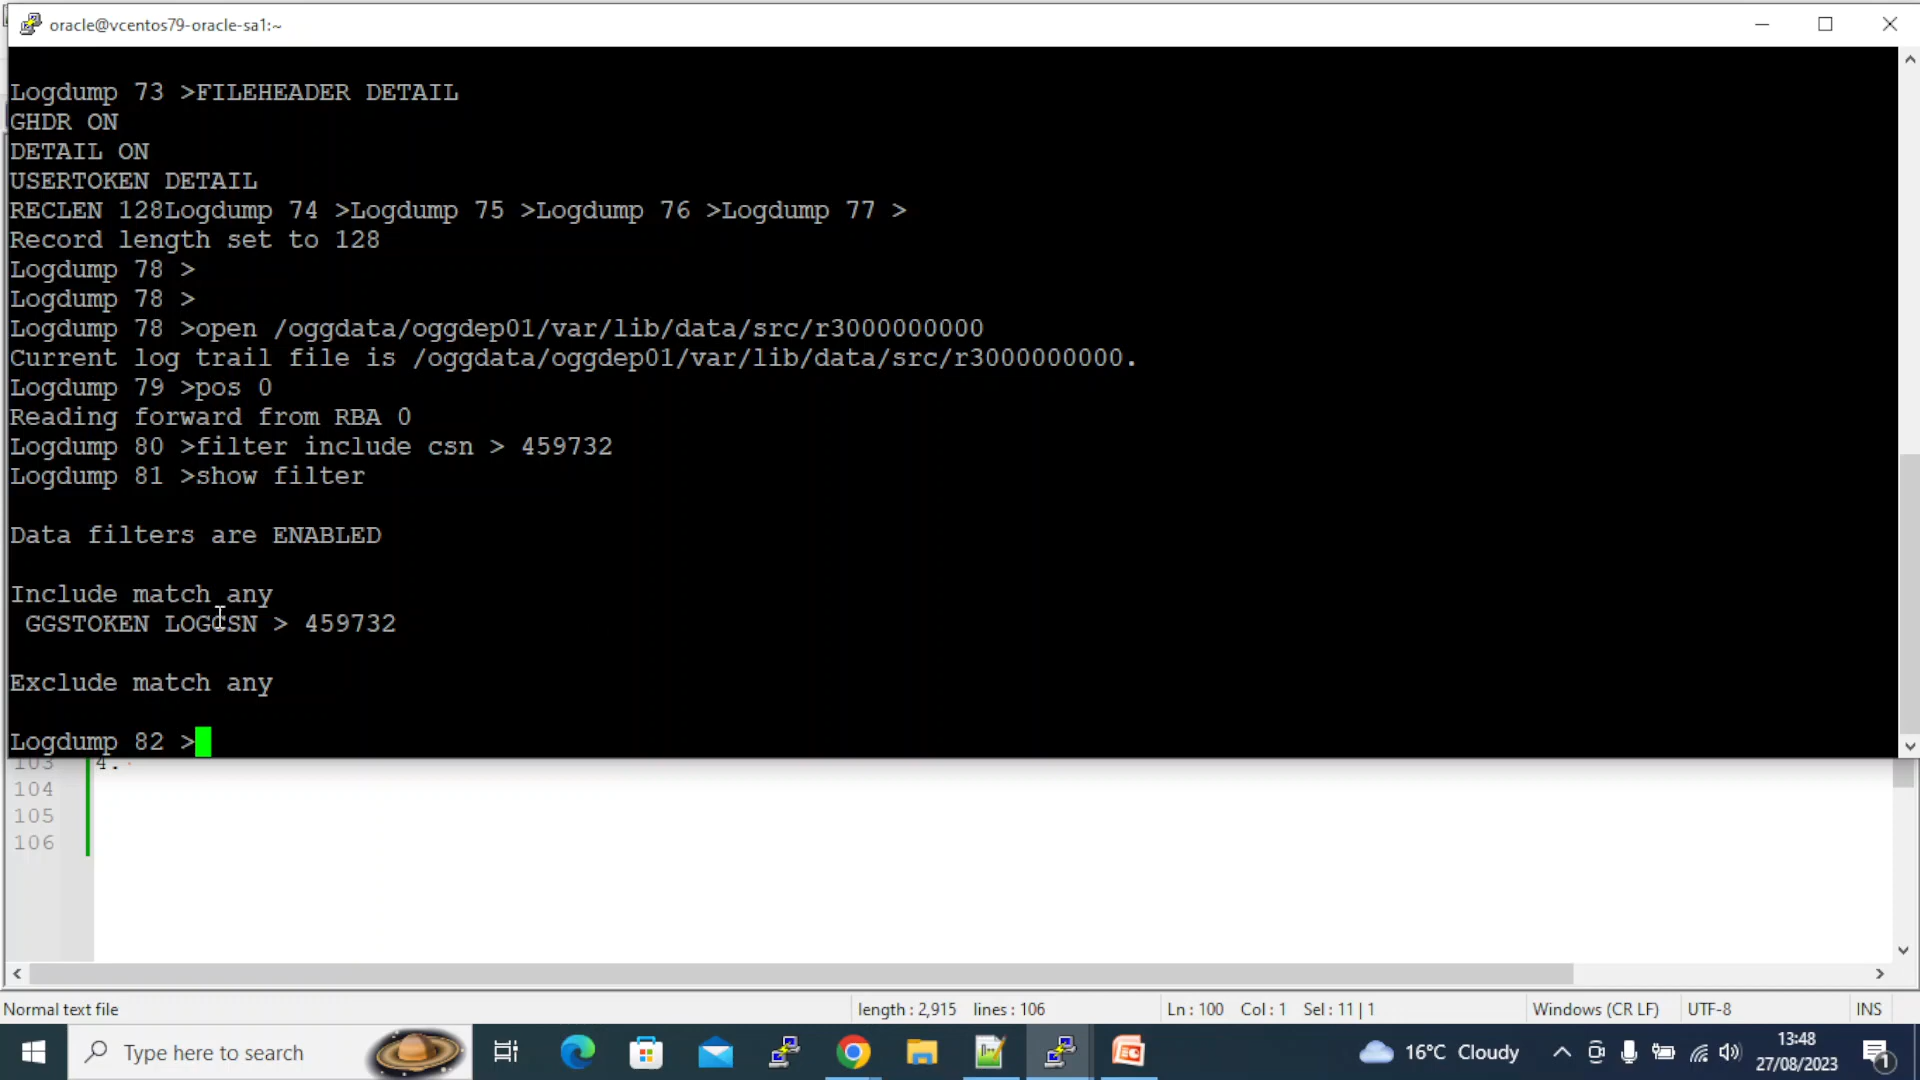 oracle@vcentos79-oracle-sa1:~
Logdump 73 >FILEHEADER DETAIL
GHDR ON
DETAIL ON
USERTOKEN DETAIL
RECLEN 128Logdump 74 >Logdump 75 >Logdump 76 >Logdump 77 >
Record length set to 128
Logdump 78 >
Logdump 78 >
Logdump 78 >open /oggdata/oggdep01/var/lib/data/src/r3000000000
Current log trail file is /oggdata/oggdep01/var/lib/data/src/r3000000000.
Logdump 79 >pos 0
Reading forward from RBA 0
Logdump 80 >filter include csn > 459732
Logdump 81 >show filter
Data filters are ENABLED
Include match any
GGSTOKEN LOGCSN > 459732
Exclude match any
Logdump 82 >
103 4.
104
105
106
Normal text file length : 2,915 lines : 106 Ln : 100 Col : 1 Sel : 11 | 1 Windows (CR LF) UTF-8 INS
Type here to search 16°C Cloudy 13:48
27/08/2023 1